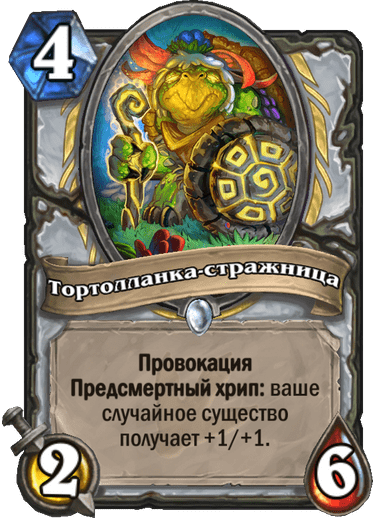 4
Тортолланка-стражница
Провокация
Предсмертный хрип: ваше
случайное существо
получает +1/+1.
2
6